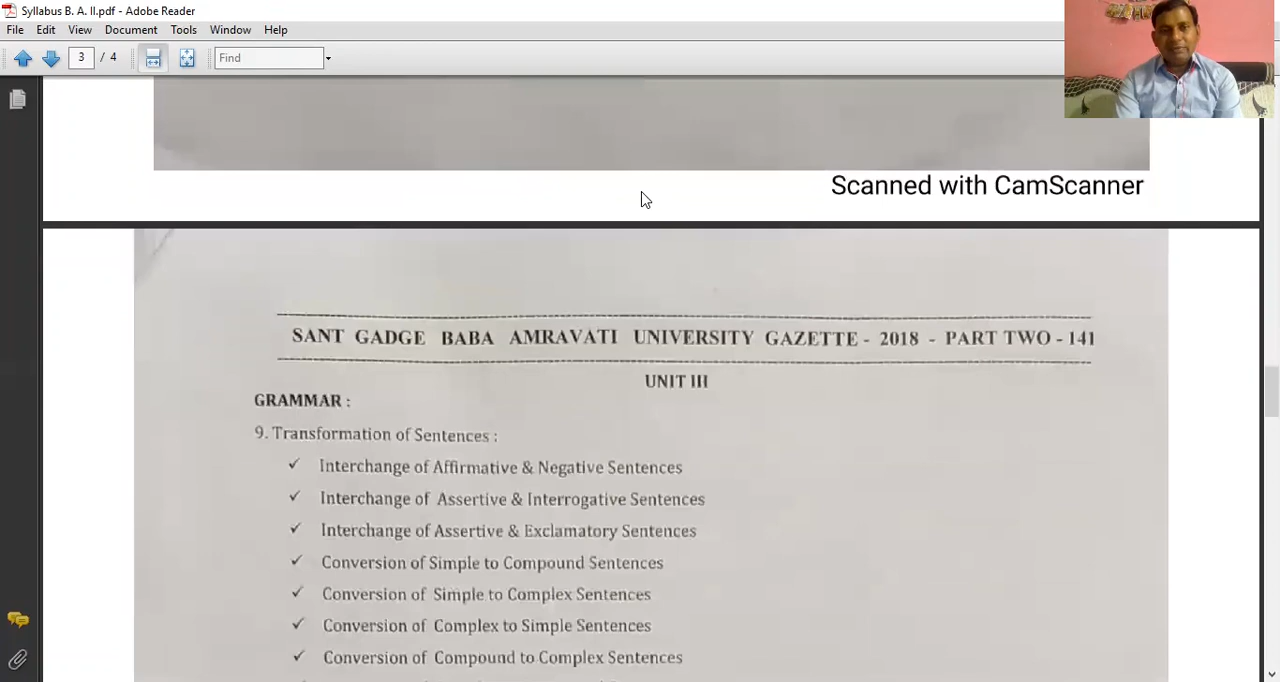 Syllabus B. A. II.pdf - Adobe Reader
File Edit View Document Tools Window Help
3 / 4 Find
Scanned with CamScanner
SANT GADGE BABA AMRAVATI UNIVERSITY GAZETTE - 2018 - PART TWO - 141
UNIT III
GRAMMAR :
9. Transformation of Sentences :
✓ Interchange of Affirmative & Negative Sentences
✓ Interchange of Assertive & Interrogative Sentences
✓ Interchange of Assertive & Exclamatory Sentences
✓ Conversion of Simple to Compound Sentences
✓ Conversion of Simple to Complex Sentences
✓ Conversion of Complex to Simple Sentences
✓ Conversion of Compound to Complex Sentences